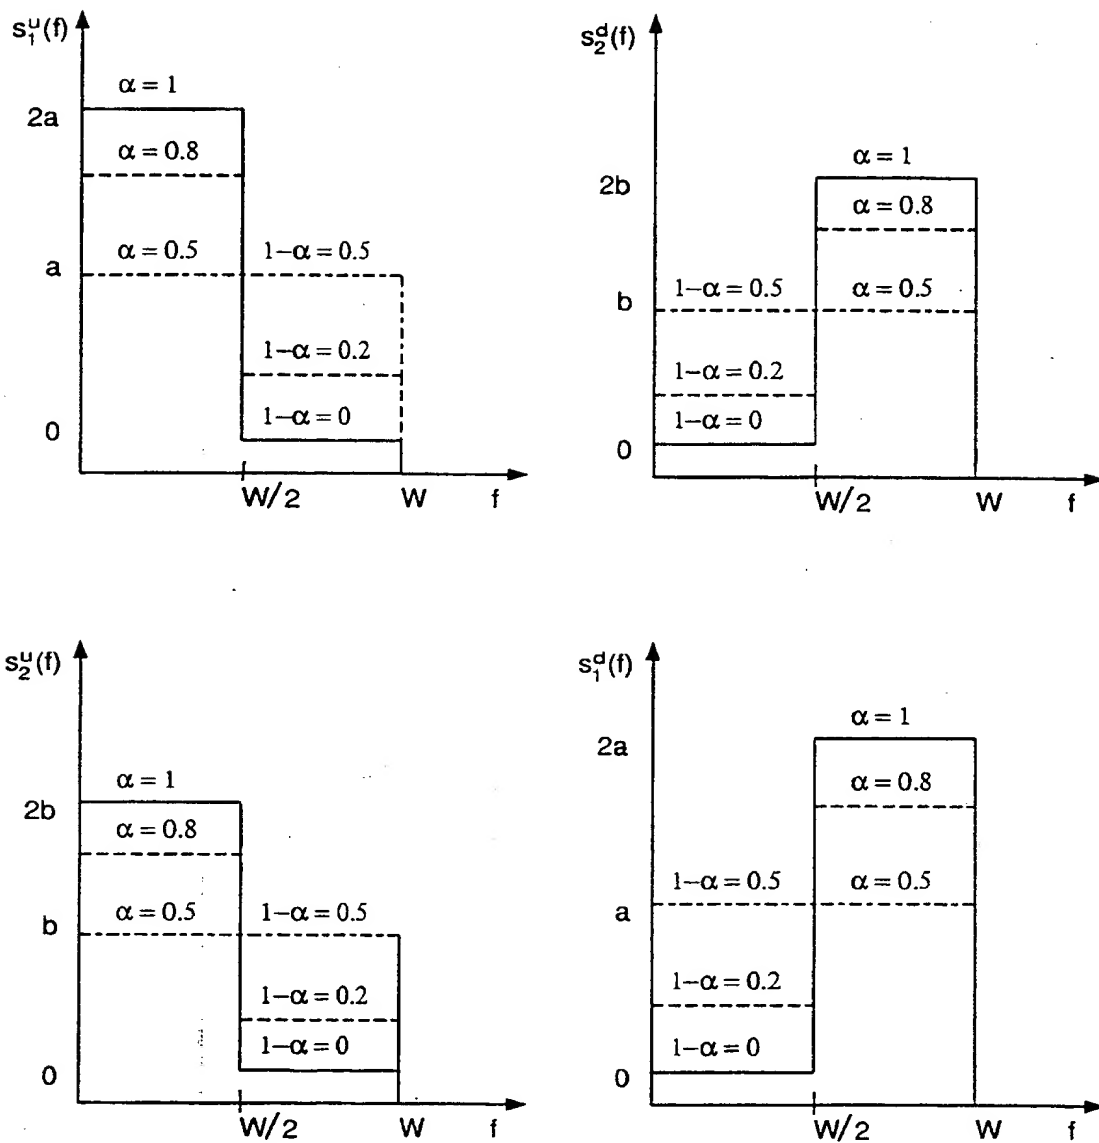 s₁ᵘ(f)
α = 1
2a
α = 0.8
α = 0.5
1−α = 0.5
a
1−α = 0.2
1−α = 0
0
W/2
W
f
s₂ᵈ(f)
α = 1
2b
α = 0.8
1−α = 0.5
α = 0.5
b
1−α = 0.2
1−α = 0
0
W/2
W
f
s₂ᵘ(f)
α = 1
2b
α = 0.8
α = 0.5
1−α = 0.5
b
1−α = 0.2
1−α = 0
0
W/2
W
f
s₁ᵈ(f)
α = 1
2a
α = 0.8
1−α = 0.5
α = 0.5
a
1−α = 0.2
1−α = 0
0
W/2
W
f